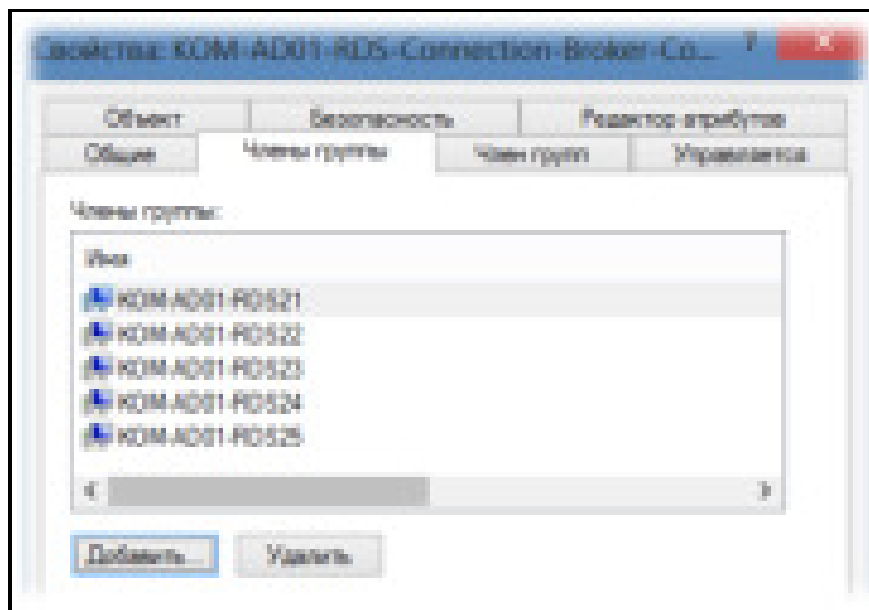 Свойства: KOM-AD01-RDS-Connection-Broker-Co... ?
Объект Безопасность Редактор атрибутов
Общие Члены группы Член групп Управляется
Члены группы:
Имя
KOM-AD01-RDS21
KOM-AD01-RDS22
KOM-AD01-RDS23
KOM-AD01-RDS24
KOM-AD01-RDS25
Добавить... Удалить